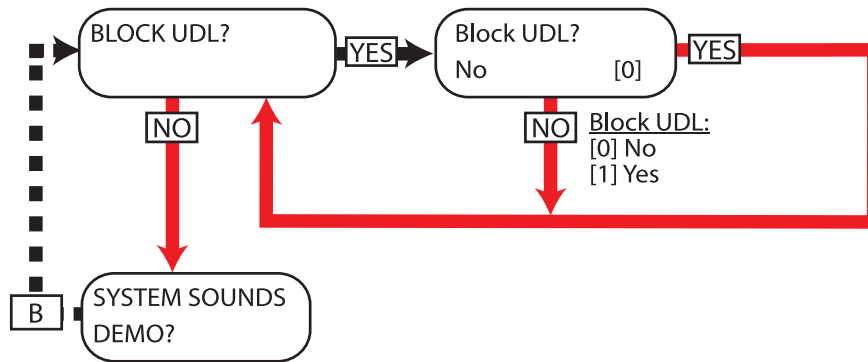 BLOCK UDL?
YES
Block UDL?
No [0]
YES
NO
NO
Block UDL:
[0] No
[1] Yes
SYSTEM SOUNDS
DEMO?
B